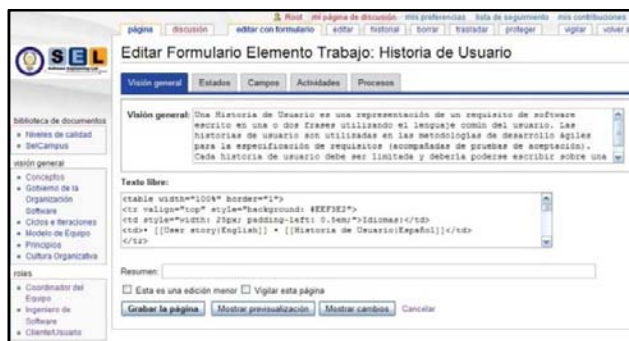 Root mi página de discusión mis preferencias lista de seguimiento mis contribuciones
página discusión editar con formulario editar historial borrar trasladar proteger vigilar volver a
SEL
Editar Formulario Elemento Trabajo: Historia de Usuario
Visión general Estados Campos Actividades Procesos
Visión general: Una Historia de Usuario es una representación de un requisito de software
escrito en una o dos frases utilizando el lenguaje común del usuario. Las
historias de usuario son utilizadas en las metodologías de desarrollo ágiles
para la especificación de requisitos (acompañadas de pruebas de aceptación).
Cada historia de usuario debe ser limitada y debería poderse escribir sobre una
Texto libre:
<table width="100%" border="1">
<tr valign="top" style="background: #EEF3E2">
<td style="width: 25px; padding-left: 0.5em;">Idiomas:</td>
<td>• [[User story|English]] • [[Historia de Usuario|Español]]</td>
</tr>
Resumen:
Esta es una edición menor Vigilar esta página
Grabar la página Mostrar previsualización Mostrar cambios Cancelar
biblioteca de documentos
Niveles de calidad
SelCampus
visión general
Conceptos
Gobierno de la
Organización
Software
Ciclos e Iteraciones
Modelo de Equipo
Principios
Cultura Organizativa
roles
Coordinador del
Equipo
Ingeniero de
Software
Cliente/Usuario